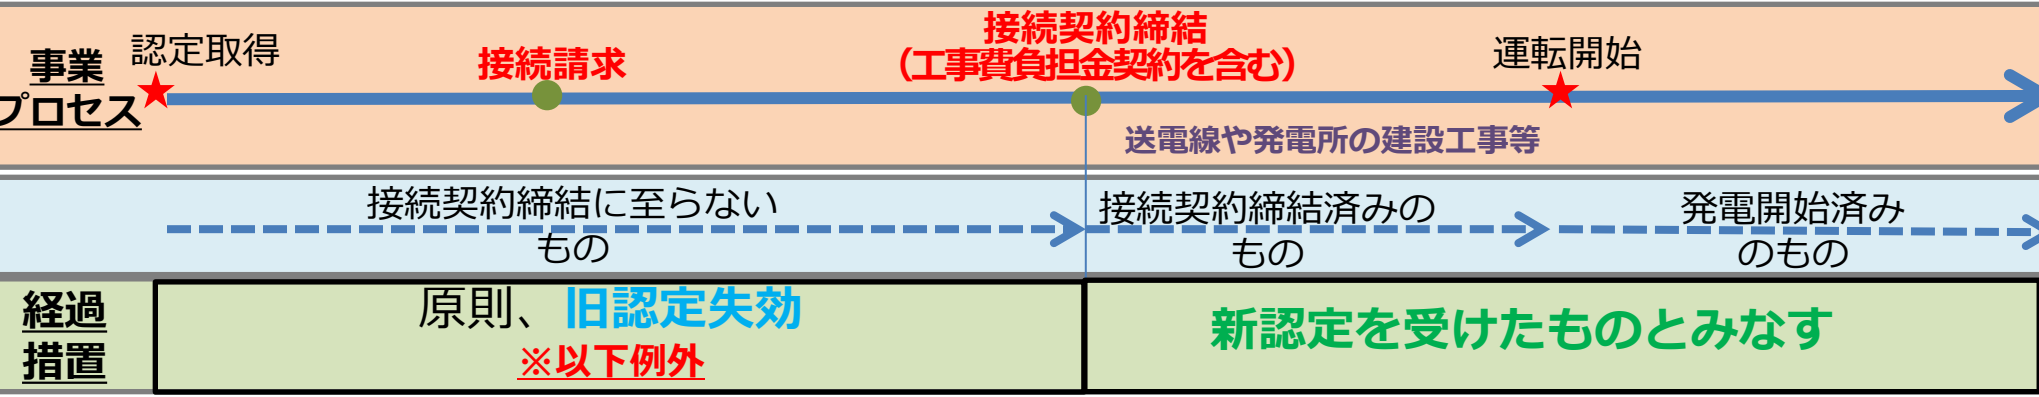 事業
プロセス
認定取得
接続請求
接続契約締結
（工事費負担金契約を含む）
運転開始
送電線や発電所の建設工事等
接続契約締結に至らない
もの
接続契約締結済みの
もの
発電開始済み
のもの
経過
措置
原則、旧認定失効
※以下例外
新認定を受けたものとみなす